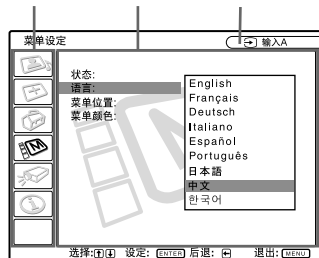 菜单设定
输入A
状态:
语言:
菜单位置:
菜单颜色:
English
Français
Deutsch
Italiano
Español
Português
日本語
中文
한국어
选择: 设定: ENTER 后退: 退出: MENU